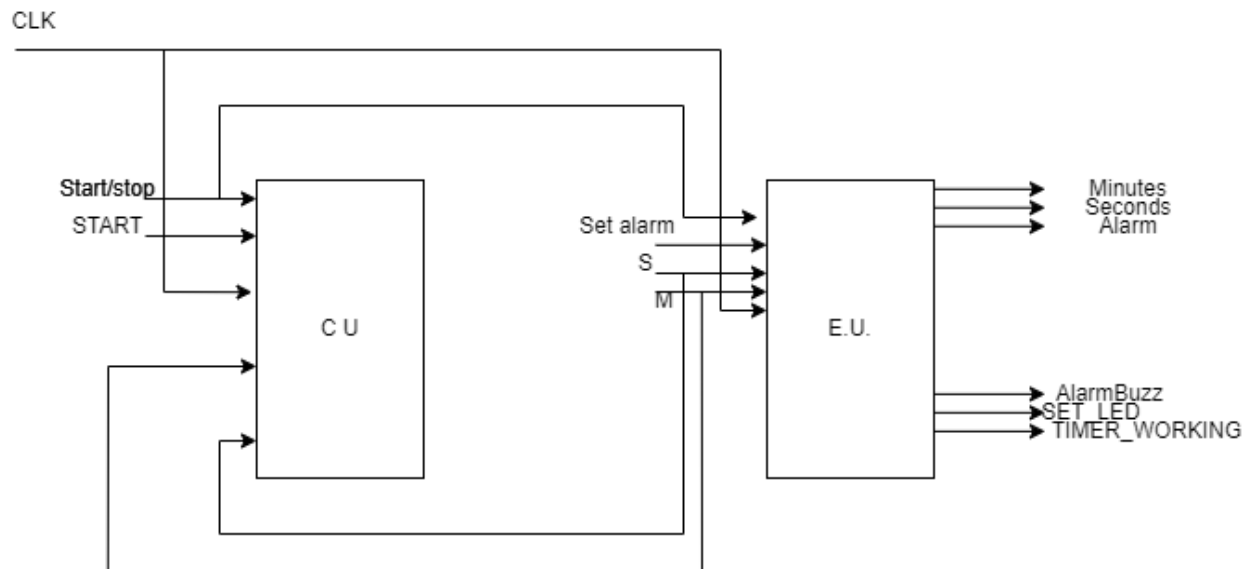 CLK
Start/stop
START
Set alarm
S
M
C U
E.U.
Minutes
Seconds
Alarm
AlarmBuzz
SET_LED
TIMER_WORKING